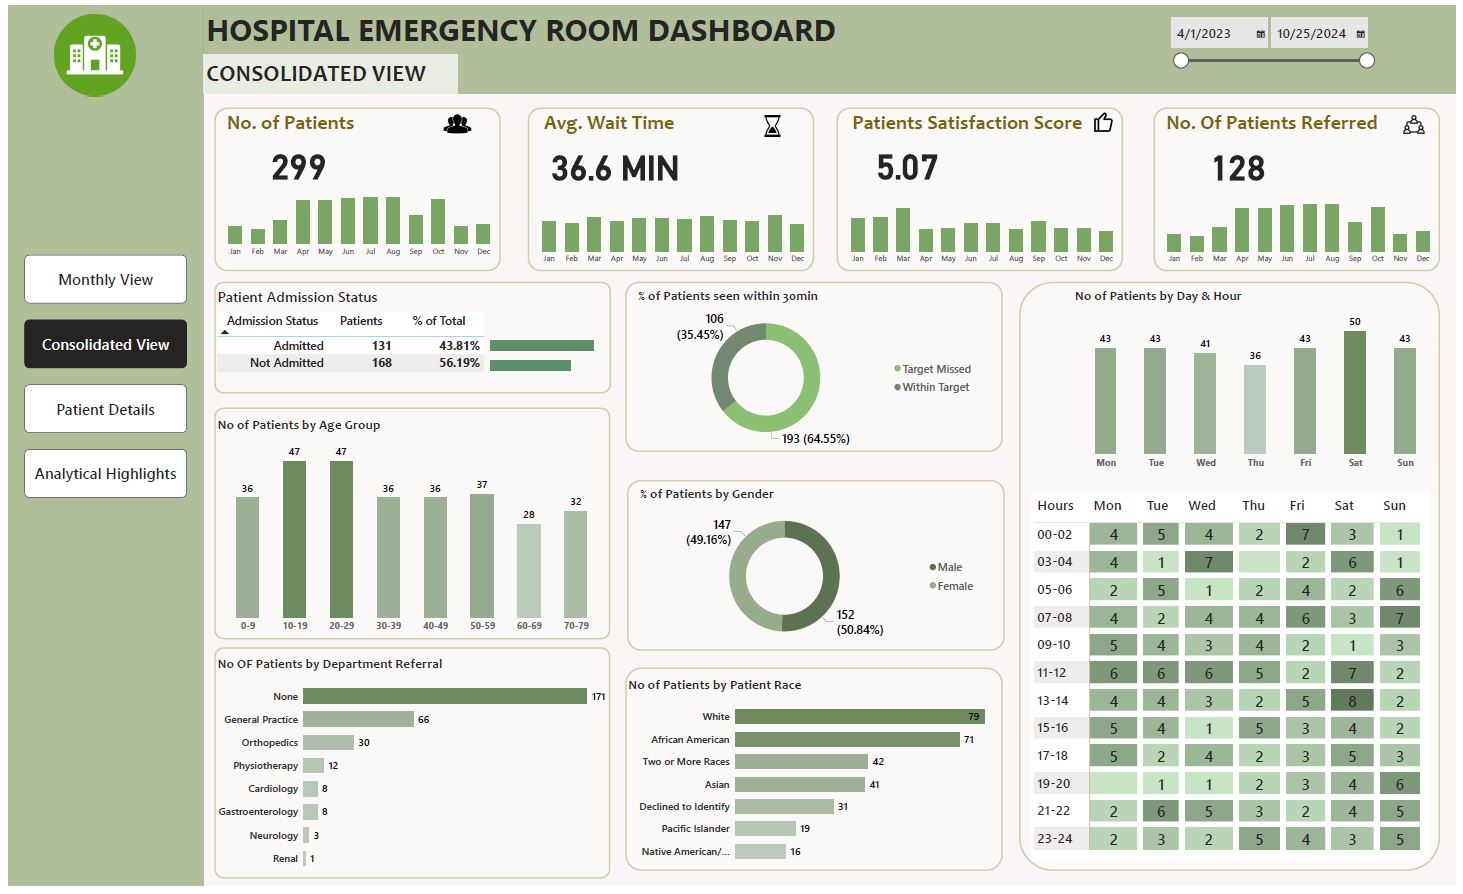 HOSPITAL EMERGENCY ROOM DASHBOARD
4/1/2023 10/25/2024
CONSOLIDATED VIEW
Monthly View
Consolidated View
Patient Details
Analytical Highlights
No. of Patients
299
Jan Feb Mar Apr May Jun Jul Aug Sep Oct Nov Dec
Avg. Wait Time
36.6 MIN
Jan Feb Mar Apr May Jun Jul Aug Sep Oct Nov Dec
Patients Satisfaction Score
5.07
Jan Feb Mar Apr May Jun Jul Aug Sep Oct Nov Dec
No. Of Patients Referred
128
Jan Feb Mar Apr May Jun Jul Aug Sep Oct Nov Dec
Patient Admission Status
Admission Status Patients % of Total
Admitted 131 43.81%
Not Admitted 168 56.19%
No of Patients by Age Group
36 47 47 36 36 37 28 32
0-9 10-19 20-29 30-39 40-49 50-59 60-69 70-79
No OF Patients by Department Referral
None 171
General Practice 66
Orthopedics 30
Physiotherapy 12
Cardiology 8
Gastroenterology 8
Neurology 3
Renal 1
% of Patients seen within 30min
106
(35.45%)
193 (64.55%)
Target Missed
Within Target
% of Patients by Gender
147
(49.16%)
152
(50.84%)
Male
Female
No of Patients by Patient Race
White 79
African American 71
Two or More Races 42
Asian 41
Declined to Identify 31
Pacific Islander 19
Native American/... 16
No of Patients by Day & Hour
43 43 41 36 43 50 43
Mon Tue Wed Thu Fri Sat Sun
Hours Mon Tue Wed Thu Fri Sat Sun
00-02 4 5 4 2 7 3 1
03-04 4 1 7 2 6 1
05-06 2 5 1 2 4 2 6
07-08 4 2 4 4 6 3 7
09-10 5 4 3 4 2 1 3
11-12 6 6 6 5 2 7 2
13-14 4 4 3 2 5 8 2
15-16 5 4 1 5 3 4 2
17-18 5 2 4 2 3 5 3
19-20 1 1 2 3 4 6
21-22 2 6 5 3 2 4 5
23-24 2 3 2 5 4 3 5